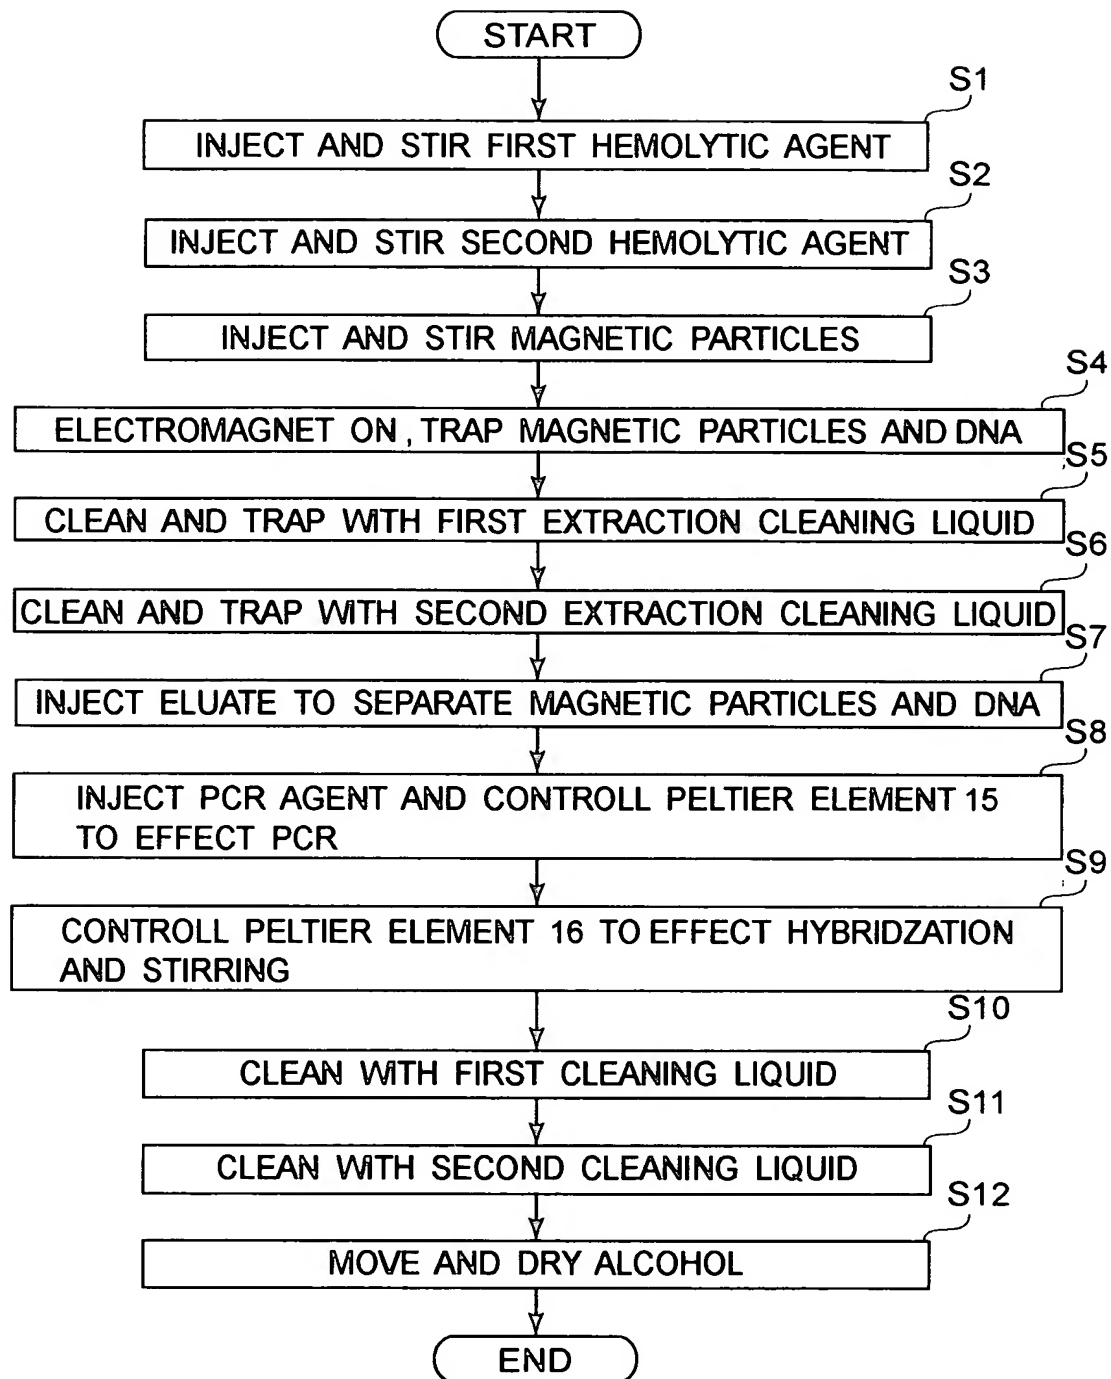 START
S1
INJECT AND STIR FIRST HEMOLYTIC AGENT
S2
INJECT AND STIR SECOND HEMOLYTIC AGENT
S3
INJECT AND STIR MAGNETIC PARTICLES
S4
ELECTROMAGNET ON, TRAP MAGNETIC PARTICLES AND DNA
S5
CLEAN AND TRAP WITH FIRST EXTRACTION CLEANING LIQUID
S6
CLEAN AND TRAP WITH SECOND EXTRACTION CLEANING LIQUID
S7
INJECT ELUATE TO SEPARATE MAGNETIC PARTICLES AND DNA
S8
INJECT PCR AGENT AND CONTROLL PELTIER ELEMENT 15
TO EFFECT PCR
S9
CONTROLL PELTIER ELEMENT 16 TO EFFECT HYBRIDZATION
AND STIRRING
S10
CLEAN WITH FIRST CLEANING LIQUID
S11
CLEAN WITH SECOND CLEANING LIQUID
S12
MOVE AND DRY ALCOHOL
END